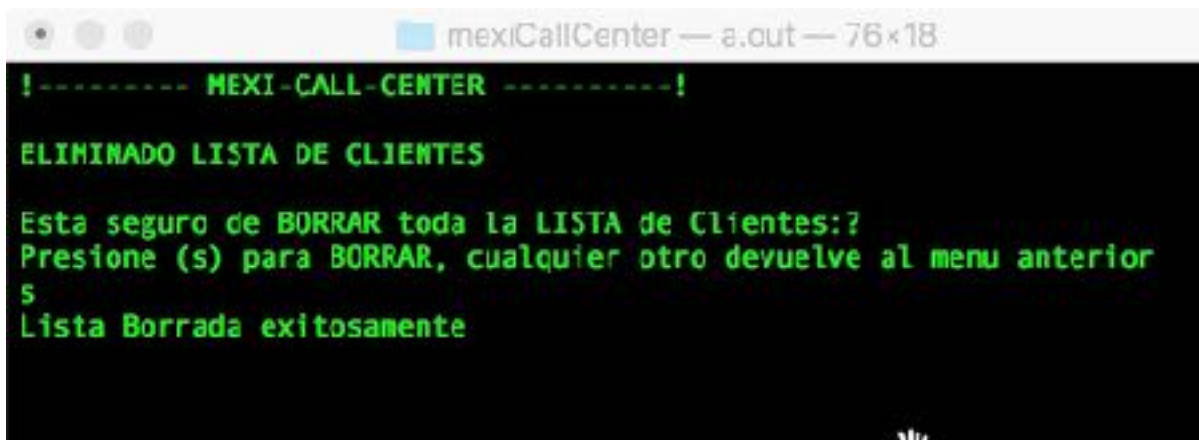 mexiCallCenter — a.out — 76×18
!--------- MEXI-CALL-CENTER ----------!
ELIMINADO LISTA DE CLIENTES
Esta seguro de BORRAR toda la LISTA de Clientes:?
Presione (s) para BORRAR, cualquier otro devuelve al menu anterior
s
Lista Borrada exitosamente